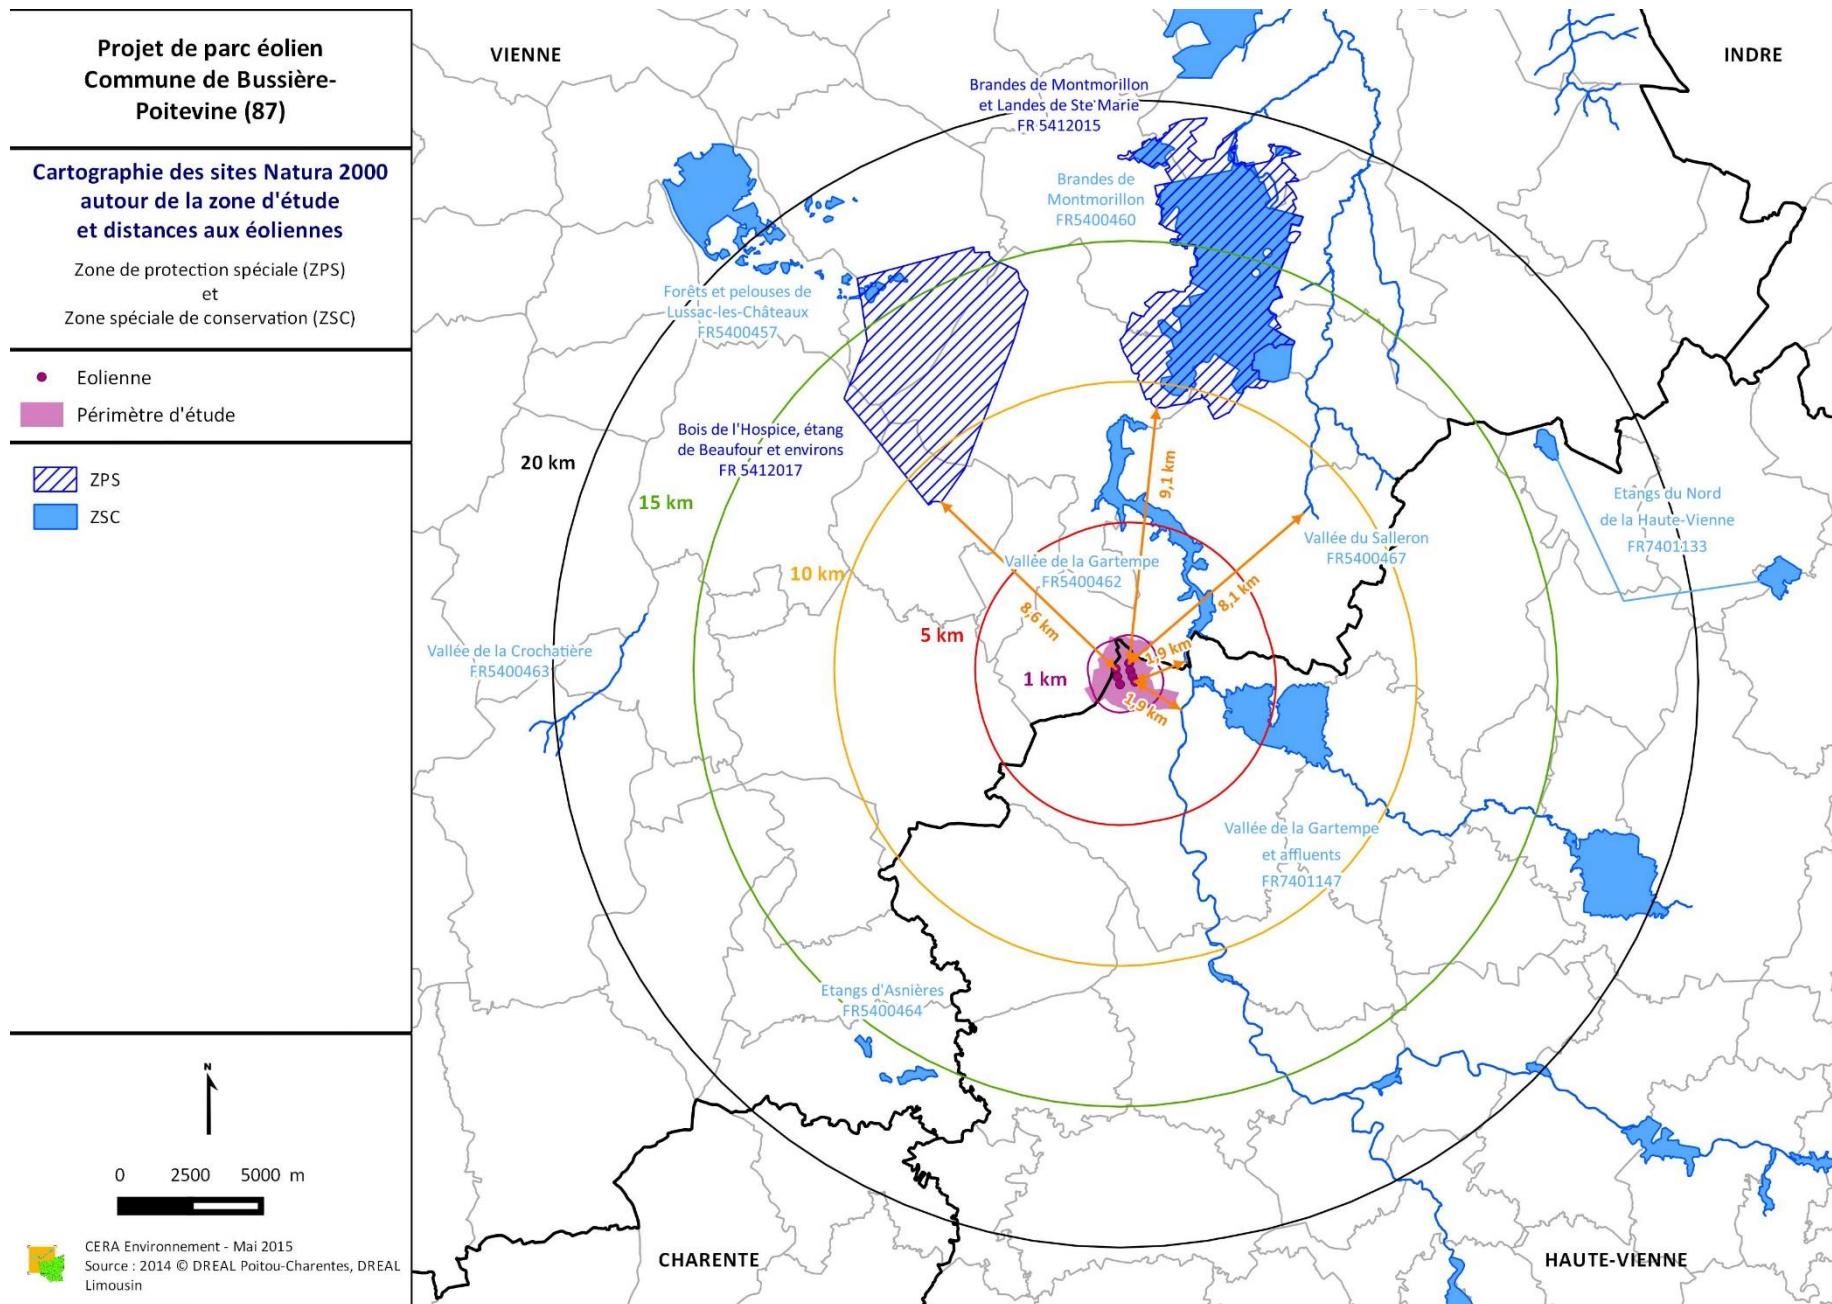 Projet de parc éolien
Commune de Bussière-
Poitevine (87)
Cartographie des sites Natura 2000
autour de la zone d'étude
et distances aux éoliennes
Zone de protection spéciale (ZPS)
et
Zone spéciale de conservation (ZSC)
Eolienne
Périmètre d'étude
ZPS
ZSC
N
0 2500 5000 m
CERA Environnement - Mai 2015
Source : 2014 © DREAL Poitou-Charentes, DREAL
Limousin
VIENNE
INDRE
Brandes de Montmorillon
et Landes de Ste Marie
FR 5412015
Brandes de
Montmorillon
FR5400460
Forêts et pelouses de
Lussac-les-Châteaux
FR5400457
Bois de l'Hospice, étang
de Beaufour et environs
FR 5412017
20 km
15 km
10 km
5 km
1 km
9,1 km
8,6 km
8,1 km
1,9 km
1,9 km
Vallée de la Gartempe
FR5400462
Vallée du Salleron
FR5400467
Etangs du Nord
de la Haute-Vienne
FR7401133
Vallée de la Crochatière
FR5400463
Vallée de la Gartempe
et affluents
FR7401147
Etangs d'Asnières
FR5400464
CHARENTE
HAUTE-VIENNE